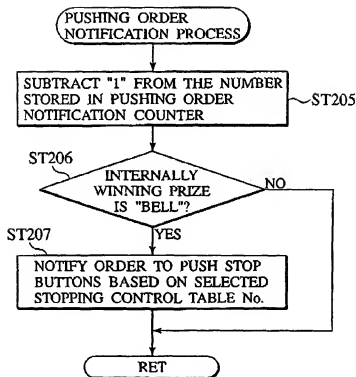 PUSHING ORDER
NOTIFICATION PROCESS
SUBTRACT "1" FROM THE NUMBER
STORED IN PUSHING ORDER
NOTIFICATION COUNTER
ST205
ST206
INTERNALLY
WINNING PRIZE
IS "BELL"?
NO
YES
ST207
NOTIFY ORDER TO PUSH STOP
BUTTONS BASED ON SELECTED
STOPPING CONTROL TABLE No.
RET